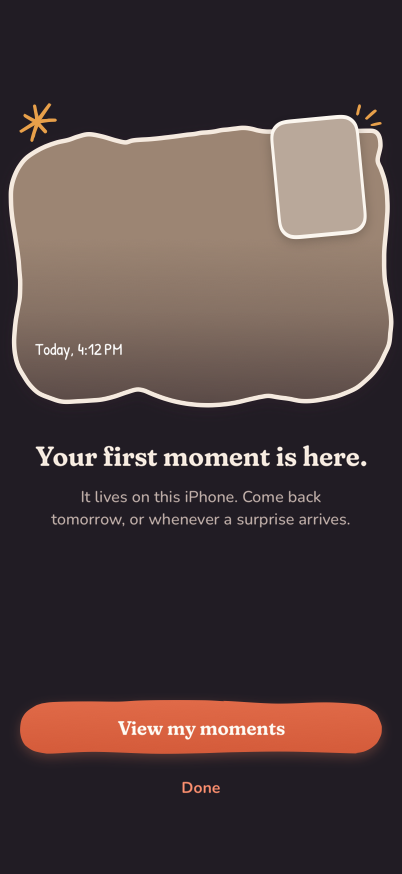 Today, 4:12 PM
Your first moment is here.
It lives on this iPhone. Come back
tomorrow, or whenever a surprise arrives.
View my moments
Done